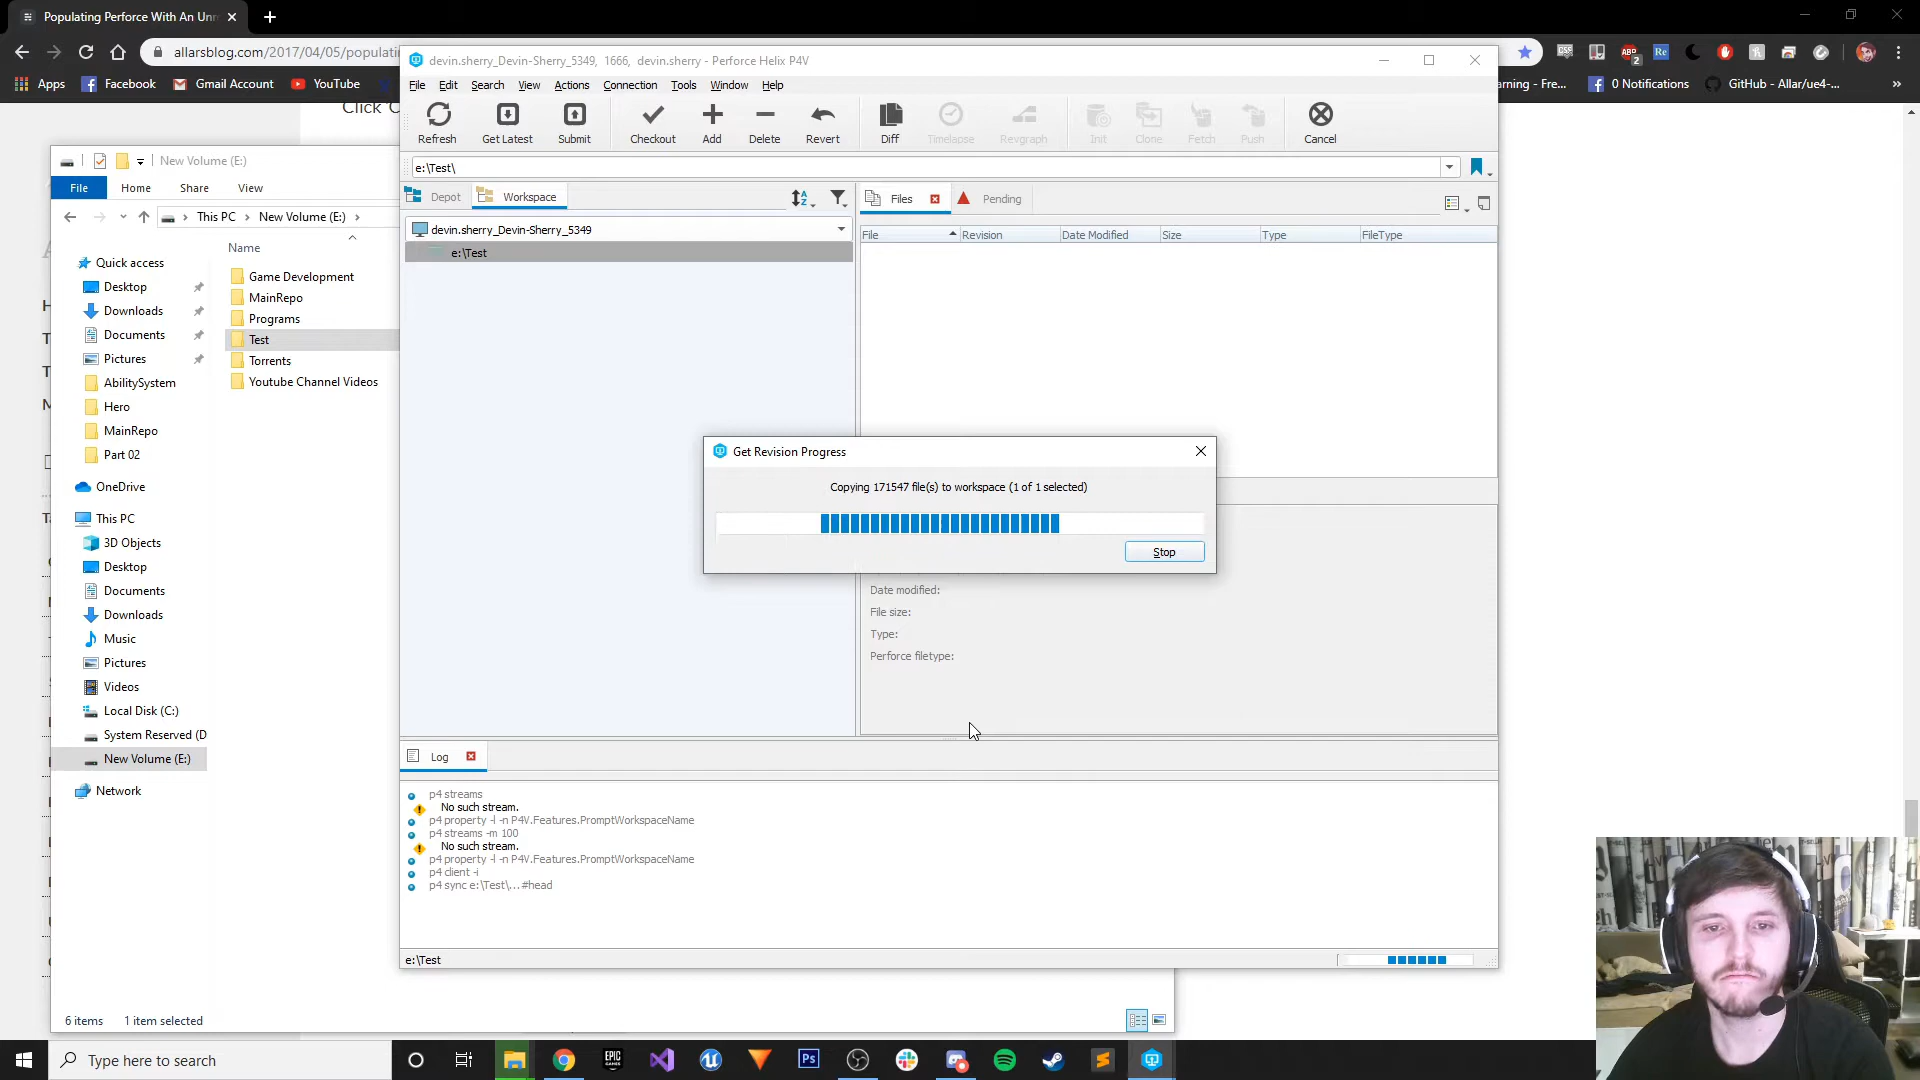 Populating Perforce With An Unr
allarsblog.com/2017/04/05/populati
Apps
Facebook
Gmail Account
YouTube
arning - Fre...
0 Notifications
GitHub - Allar/ue4-...
Click 'C
devin.sherry_Devin-Sherry_5349, 1666, devin.sherry - Perforce Helix P4V
File Edit Search View Actions Connection Tools Window Help
Refresh
Get Latest
Submit
Checkout
Add
Delete
Revert
Diff
Timelapse
Revgraph
Init
Clone
Fetch
Push
Cancel
e:\Test\
Depot
Workspace
devin.sherry_Devin-Sherry_5349
e:\Test
Files
Pending
File Revision Date Modified Size Type FileType
New Volume (E:)
File Home Share View
This PC > New Volume (E:) >
Name
Quick access
Desktop
Downloads
Documents
Pictures
AbilitySystem
Hero
MainRepo
Part 02
OneDrive
This PC
3D Objects
Desktop
Documents
Downloads
Music
Pictures
Videos
Local Disk (C:)
System Reserved (D
New Volume (E:)
Network
Game Development
MainRepo
Programs
Test
Torrents
Youtube Channel Videos
6 items 1 item selected
Get Revision Progress
Copying 171547 file(s) to workspace (1 of 1 selected)
Stop
Date modified:
File size:
Type:
Perforce filetype:
Log
p4 streams
No such stream.
p4 property -l -n P4V.Features.PromptWorkspaceName
p4 streams -m 100
No such stream.
p4 property -l -n P4V.Features.PromptWorkspaceName
p4 client -i
p4 sync e:\Test\...#head
e:\Test
Type here to search
EPIC
GAMES
Ps